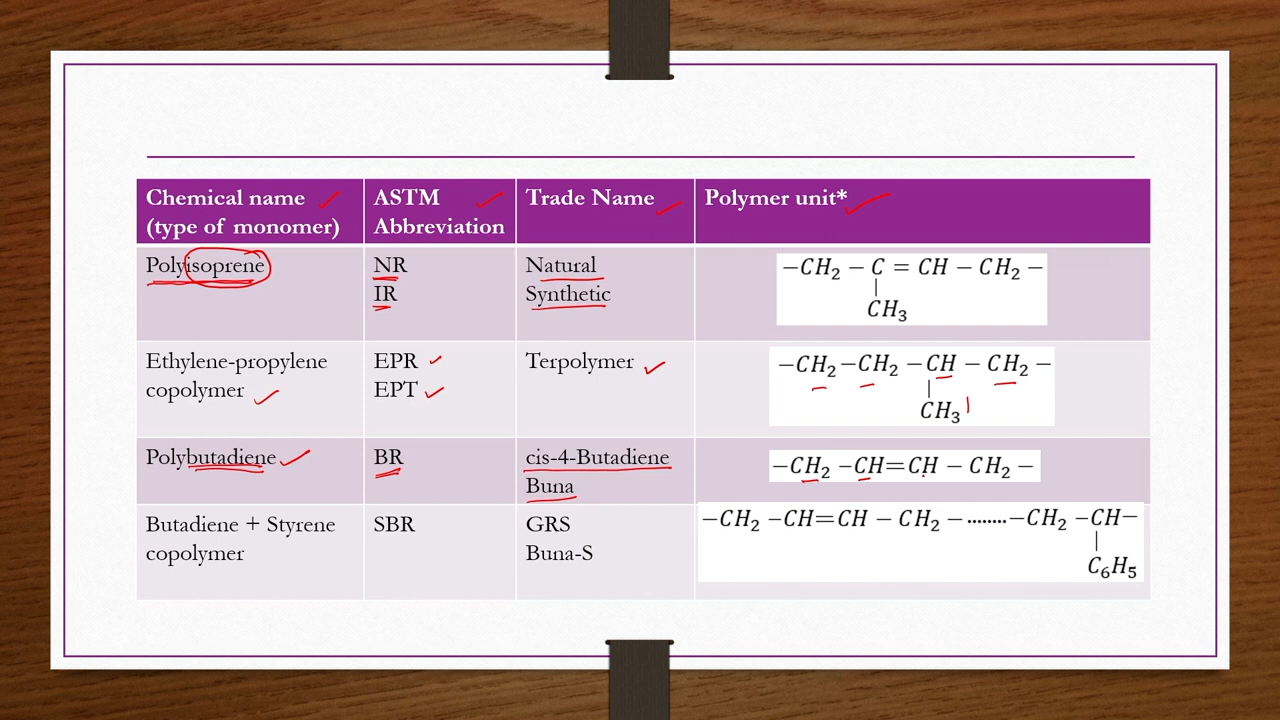 Chemical name
(type of monomer)
ASTM
Abbreviation
Trade Name
Polymer unit*
Polyisoprene
NR
IR
Natural
Synthetic
−CH₂ − C = CH − CH₂ −
|
CH₃
Ethylene-propylene
copolymer
EPR
EPT
Terpolymer
−CH₂ −CH₂ −CH − CH₂ −
|
CH₃
Polybutadiene
BR
cis-4-Butadiene
Buna
−CH₂ −CH=CH − CH₂ −
Butadiene + Styrene
copolymer
SBR
GRS
Buna-S
−CH₂ −CH=CH − CH₂ −........−CH₂ −CH−
|
C₆H₅